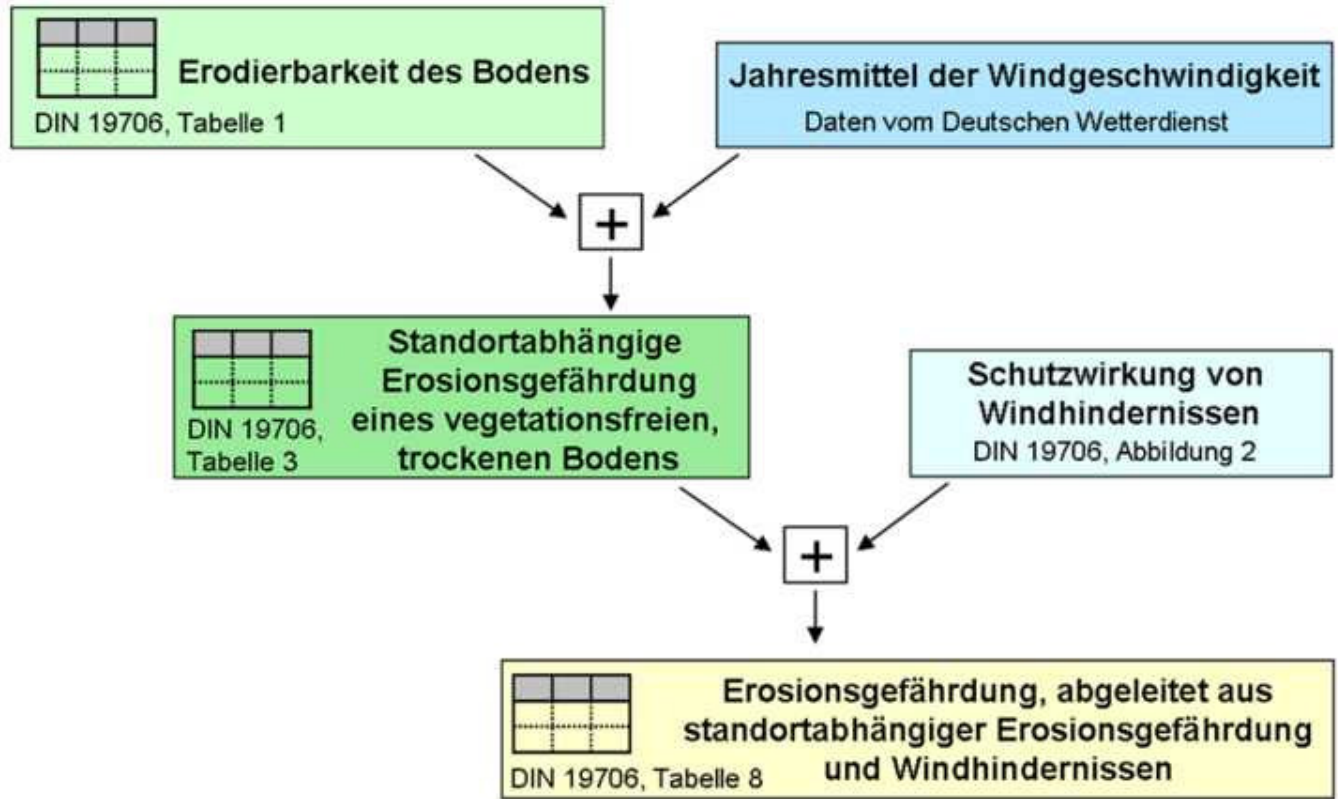 Erodierbarkeit des Bodens
DIN 19706, Tabelle 1
Jahresmittel der Windgeschwindigkeit
Daten vom Deutschen Wetterdienst
+
Standortabhängige
Erosionsgefährdung
eines vegetationsfreien,
trockenen Bodens
DIN 19706,
Tabelle 3
Schutzwirkung von
Windhindernissen
DIN 19706, Abbildung 2
+
Erosionsgefährdung, abgeleitet aus
standortabhängiger Erosionsgefährdung
und Windhindernissen
DIN 19706, Tabelle 8